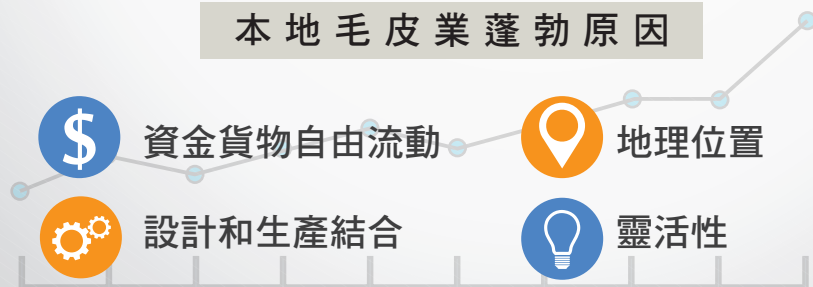 本地毛皮業蓬勃原因
$ 資金貨物自由流動
地理位置
設計和生產結合
靈活性